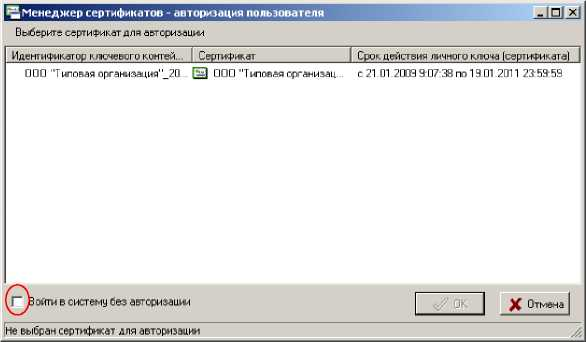 Менеджер сертификатов - авторизация пользователя
Выберите сертификат для авторизации
Идентификатор ключевого контей... Сертификат Срок действия личного ключа (сертификата)
ООО "Типовая организация"_20... ООО "Типовая организац... с 21.01.2009 9:07:38 по 19.01.2011 23:59:59
Войти в систему без авторизации
OK Отмена
Не выбран сертификат для авторизации